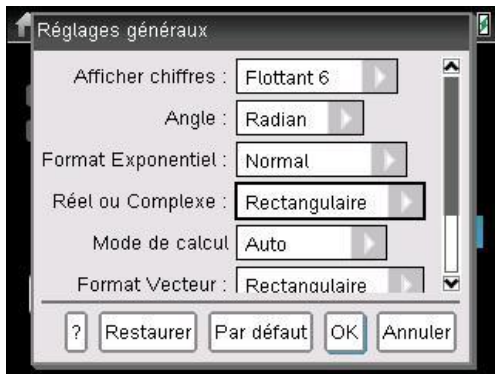 Réglages généraux
Afficher chiffres : Flottant 6
Angle : Radian
Format Exponentiel : Normal
Réel ou Complexe : Rectangulaire
Mode de calcul Auto
Format Vecteur : Rectangulaire
? Restaurer Par défaut OK Annuler